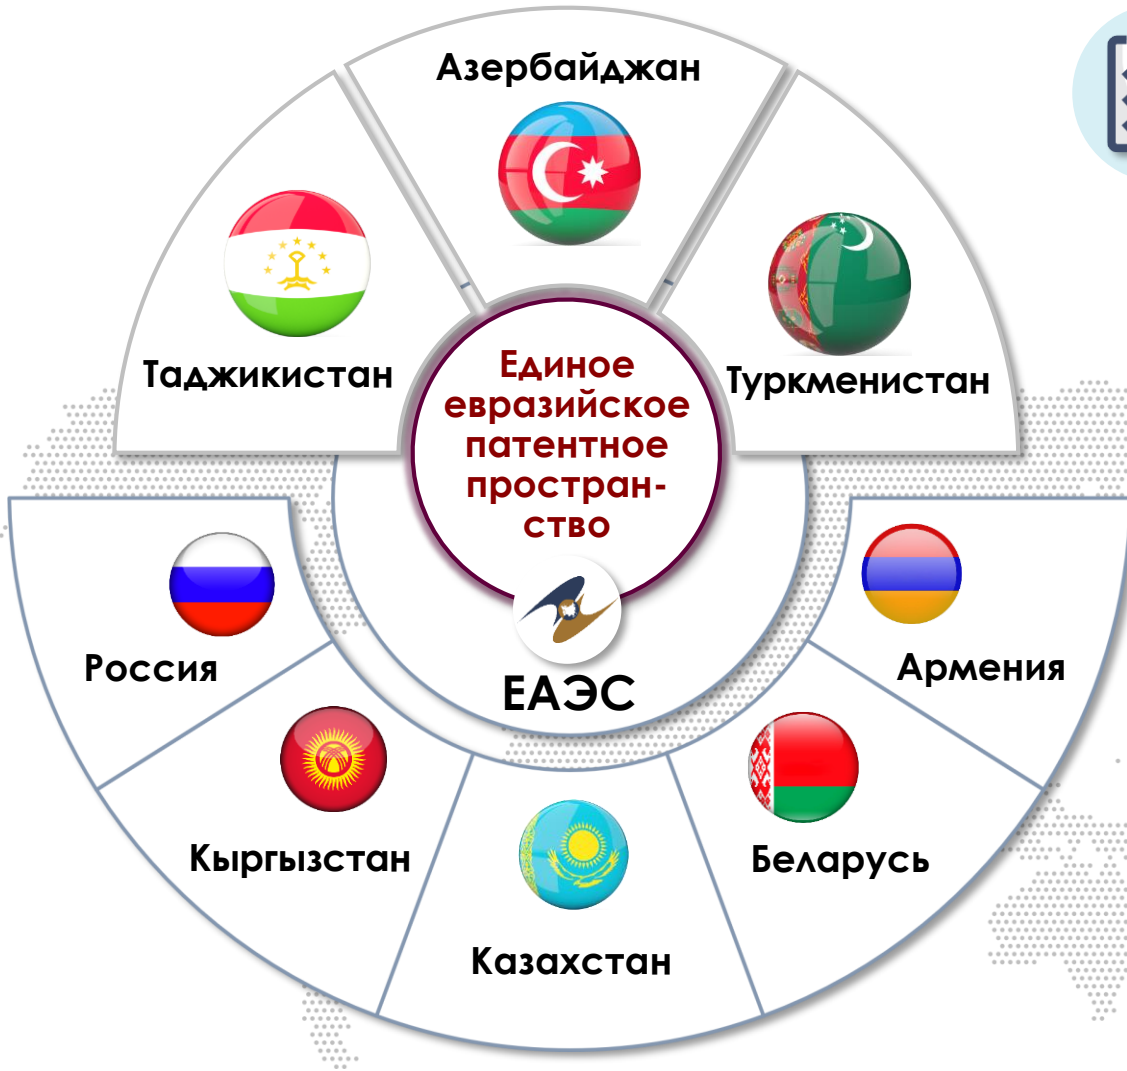 Азербайджан
Таджикистан
Туркменистан
Единое
евразийское
патентное
простран-
ство
ЕАЭС
Россия
Армения
Кыргызстан
Беларусь
Казахстан